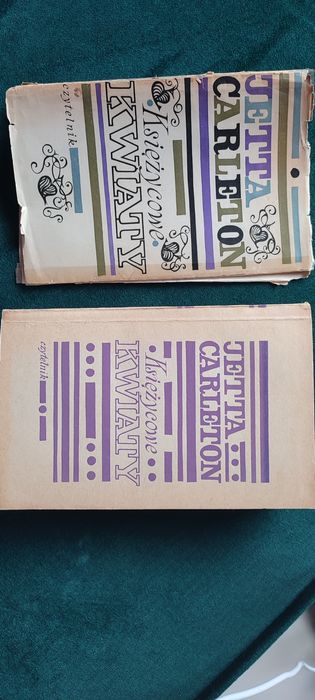 JETTA
CARLETON
Księżycowe
KWIATY
czytelnik
JETTA
CARLETON
Księżycowe
KWIATY
czytelnik